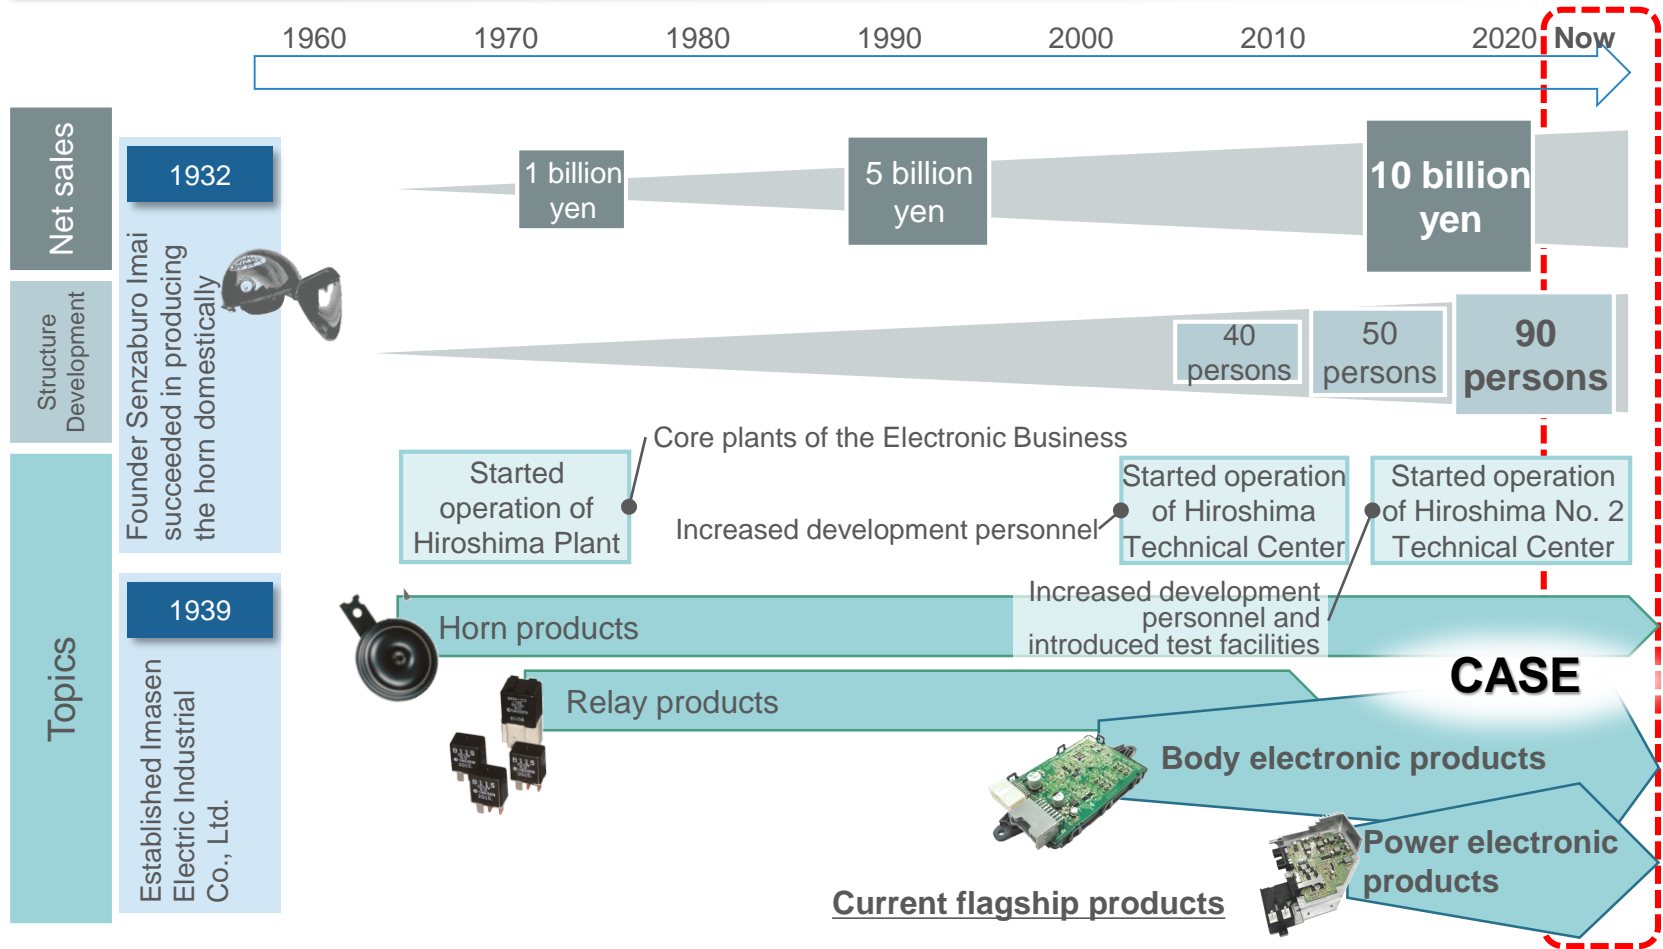 1960 1970 1980 1990 2000 2010 2020 Now
Net sales
1932
Founder Senzaburo Imai
succeeded in producing
the horn domestically
1 billion
yen
5 billion
yen
10 billion
yen
Structure
Development
40
persons
50
persons
90
persons
Topics
1939
Established Imasen
Electric Industrial
Co., Ltd.
Core plants of the Electronic Business
Started
operation of
Hiroshima Plant
Increased development personnel
Started operation
of Hiroshima
Technical Center
Started operation
of Hiroshima No. 2
Technical Center
Increased development
personnel and
introduced test facilities
Horn products
CASE
Relay products
Body electronic products
Power electronic
products
Current flagship products